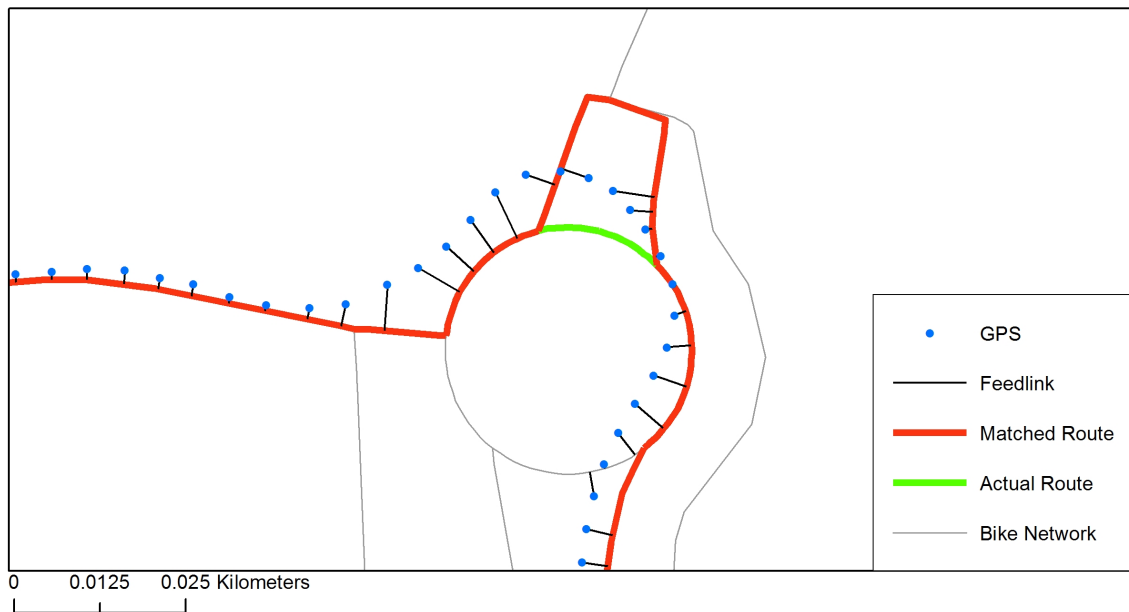 GPS
Feedlink
Matched Route
Actual Route
Bike Network
0 0.0125 0.025 Kilometers